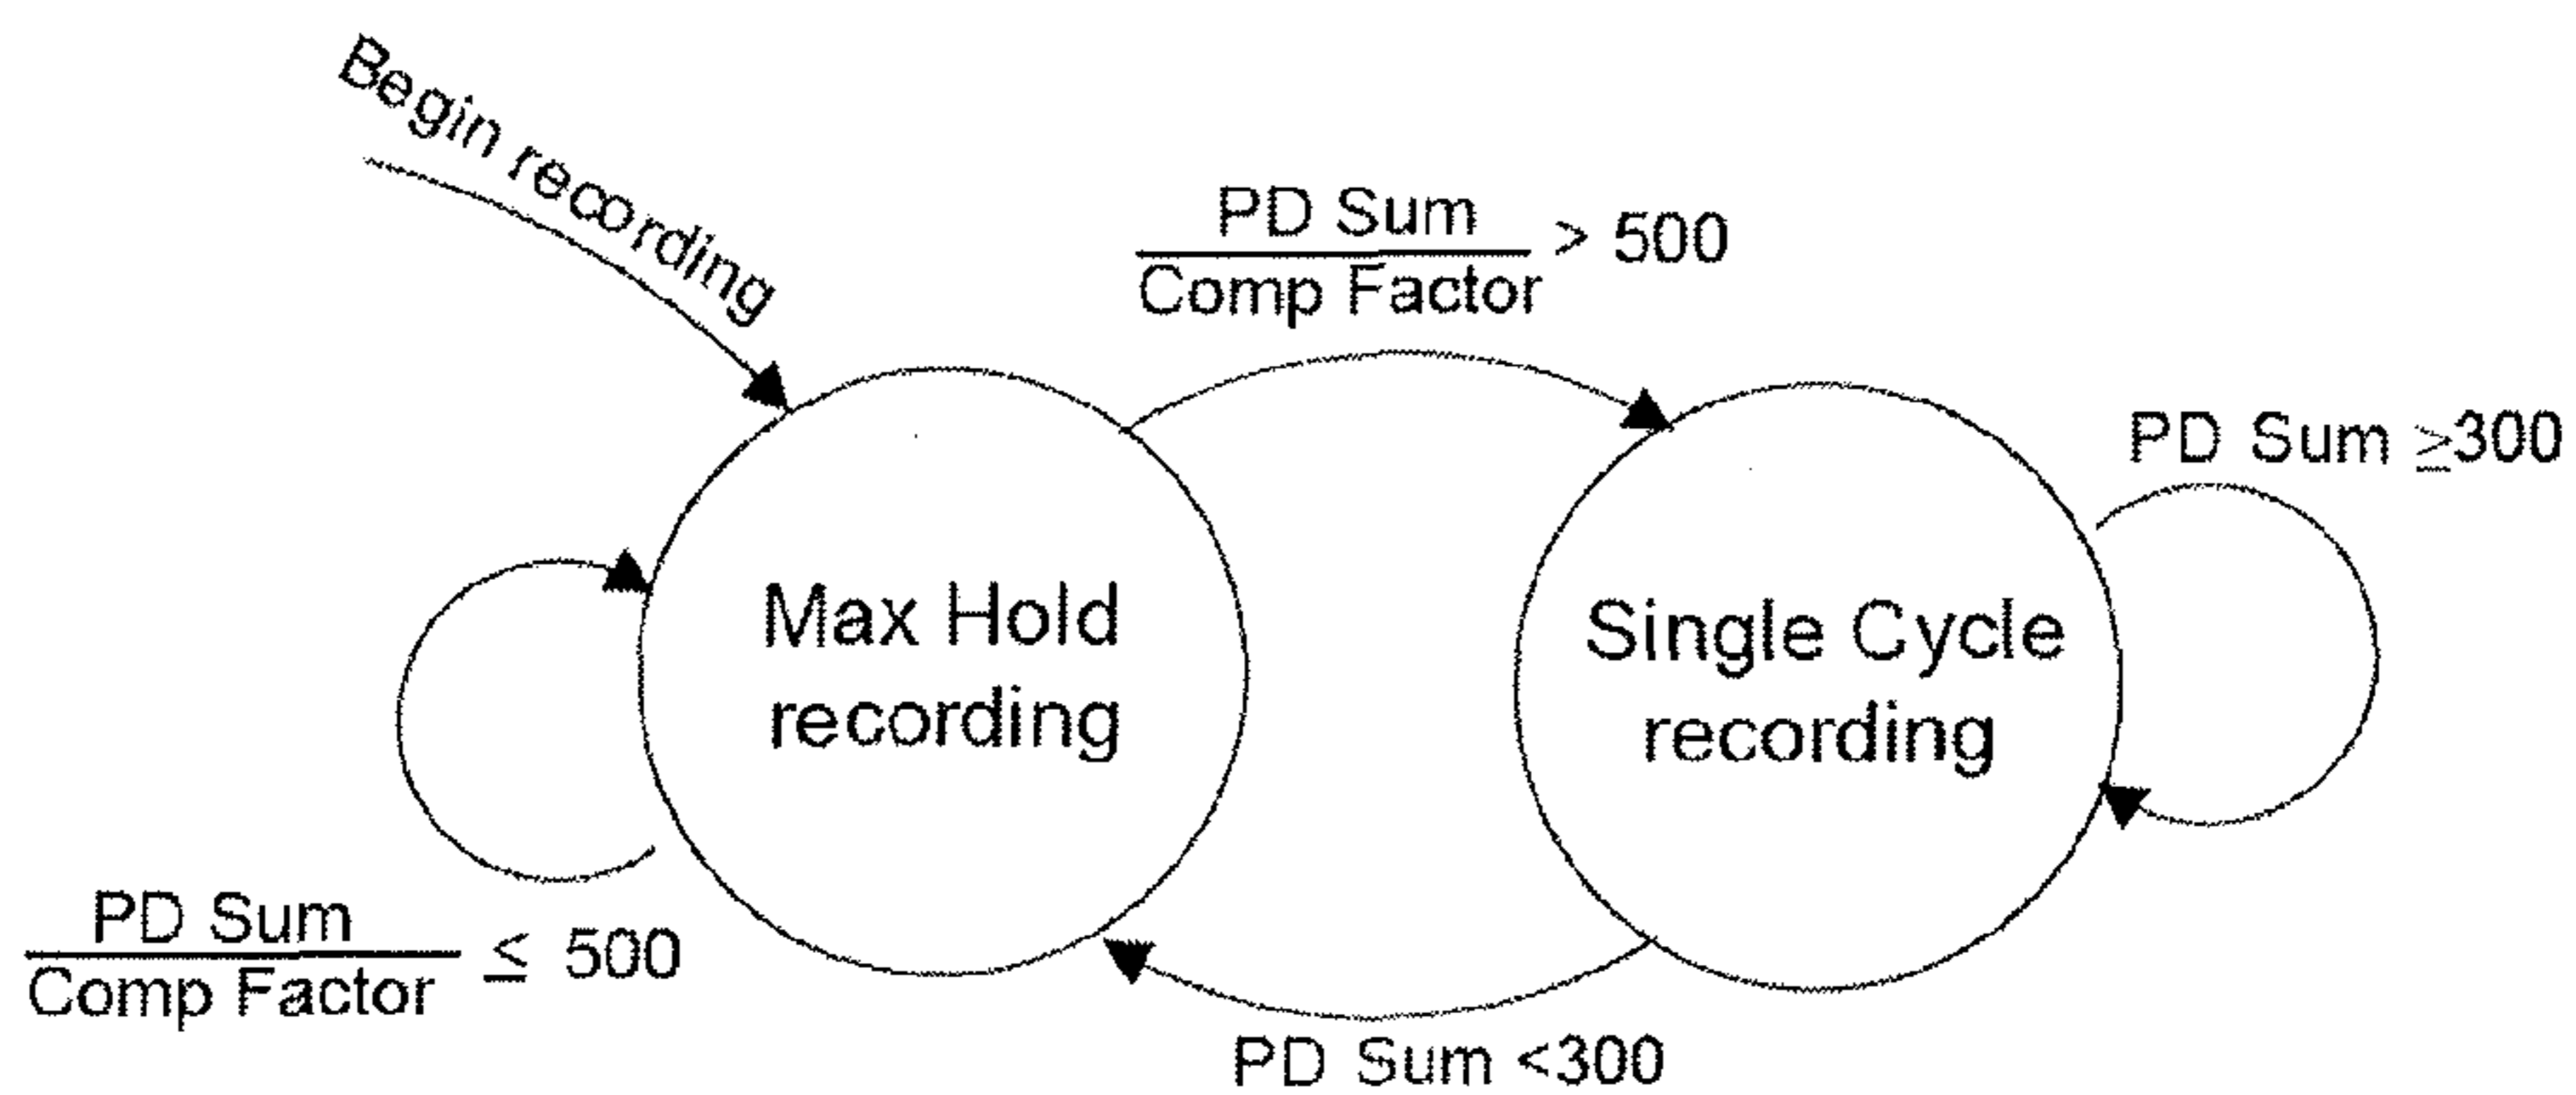 Begin recording
PD Sum
Comp Factor
> 500
PD Sum ≥300
Max Hold
recording
Single Cycle
recording
PD Sum
Comp Factor
≤ 500
PD Sum <300